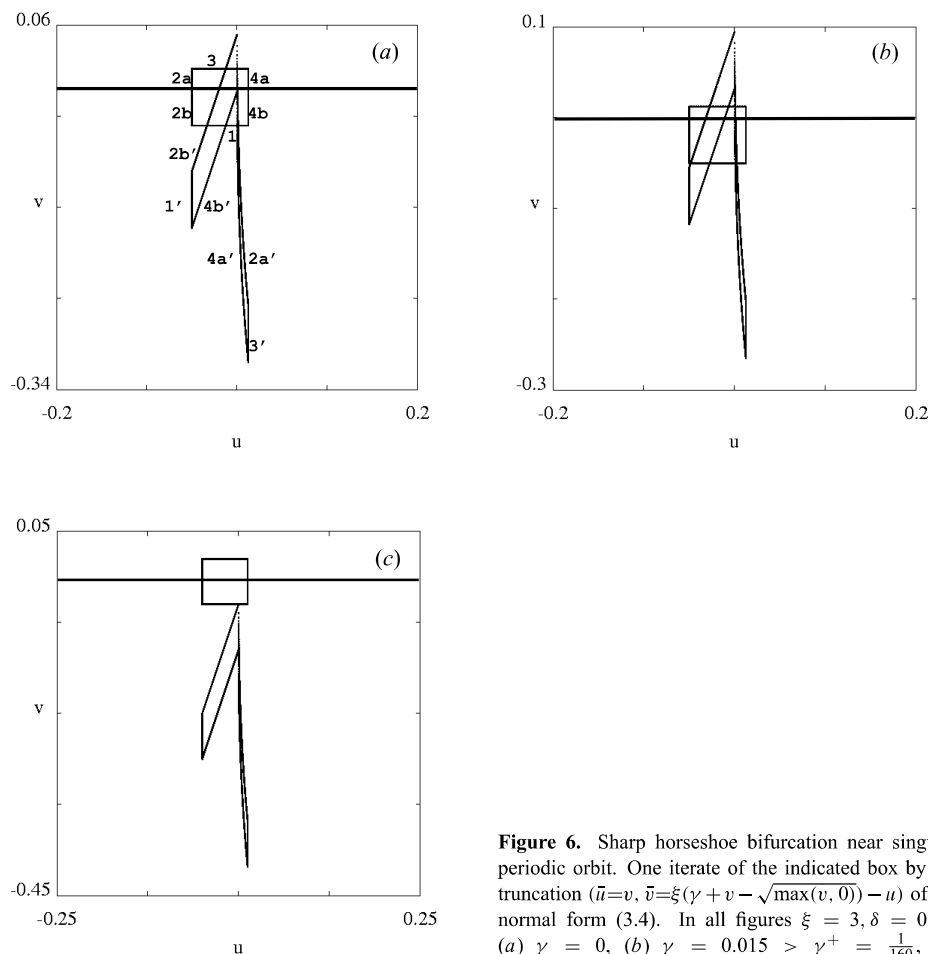 0.06
(a)
3
2a
4a
2b
4b
1
2b'
v
1'
4b'
4a'
2a'
3'
-0.34
-0.2
0.2
u
0.1
(b)
v
-0.3
-0.2
0.2
u
0.05
(c)
v
-0.45
-0.25
0.25
u
Figure 6. Sharp horseshoe bifurcation near sing
periodic orbit. One iterate of the indicated box by
truncation (ū=v, v̄=ξ(γ + v − √max(v, 0)) − u) of
normal form (3.4). In all figures ξ = 3, δ = 0
(a) γ = 0, (b) γ = 0.015 > γ⁺ = 1/160,